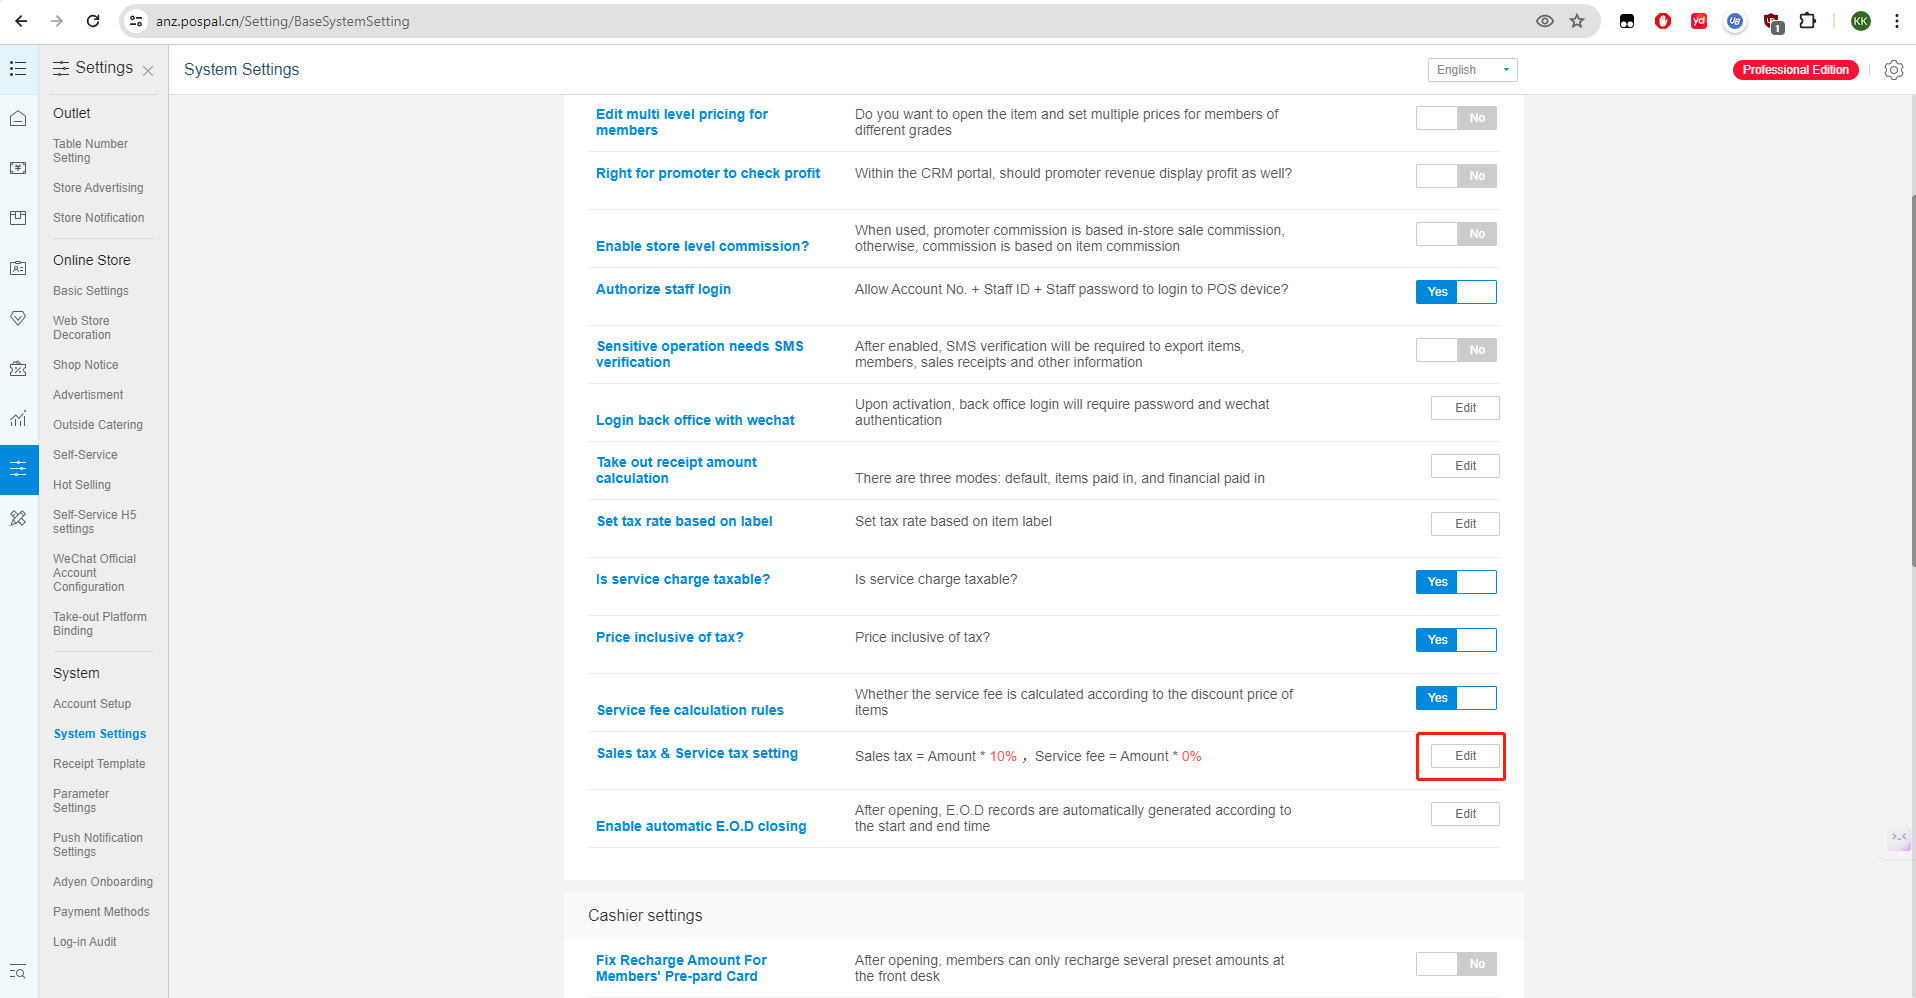 anz.pospal.cn/Setting/BaseSystemSetting
1
KK
Settings
System Settings
English
Professional Edition
Outlet
Table Number
Setting
Store Advertising
Store Notification
Online Store
Basic Settings
Web Store
Decoration
Shop Notice
Advertisment
Outside Catering
Self-Service
Hot Selling
Self-Service H5
settings
WeChat Official
Account
Configuration
Take-out Platform
Binding
System
Account Setup
System Settings
Receipt Template
Parameter
Settings
Push Notification
Settings
Adyen Onboarding
Payment Methods
Log-in Audit
Edit multi level pricing for
members
Do you want to open the item and set multiple prices for members of
different grades
No
Right for promoter to check profit
Within the CRM portal, should promoter revenue display profit as well?
No
Enable store level commission?
When used, promoter commission is based in-store sale commission,
otherwise, commission is based on item commission
No
Authorize staff login
Allow Account No. + Staff ID + Staff password to login to POS device?
Yes
Sensitive operation needs SMS
verification
After enabled, SMS verification will be required to export items,
members, sales receipts and other information
No
Login back office with wechat
Upon activation, back office login will require password and wechat
authentication
Edit
Take out receipt amount
calculation
There are three modes: default, items paid in, and financial paid in
Edit
Set tax rate based on label
Set tax rate based on item label
Edit
Is service charge taxable?
Is service charge taxable?
Yes
Price inclusive of tax?
Price inclusive of tax?
Yes
Service fee calculation rules
Whether the service fee is calculated according to the discount price of
items
Yes
Sales tax & Service tax setting
Sales tax = Amount * 10% ，Service fee = Amount * 0%
Edit
Enable automatic E.O.D closing
After opening, E.O.D records are automatically generated according to
the start and end time
Edit
Cashier settings
Fix Recharge Amount For
Members' Pre-pard Card
After opening, members can only recharge several preset amounts at
the front desk
No